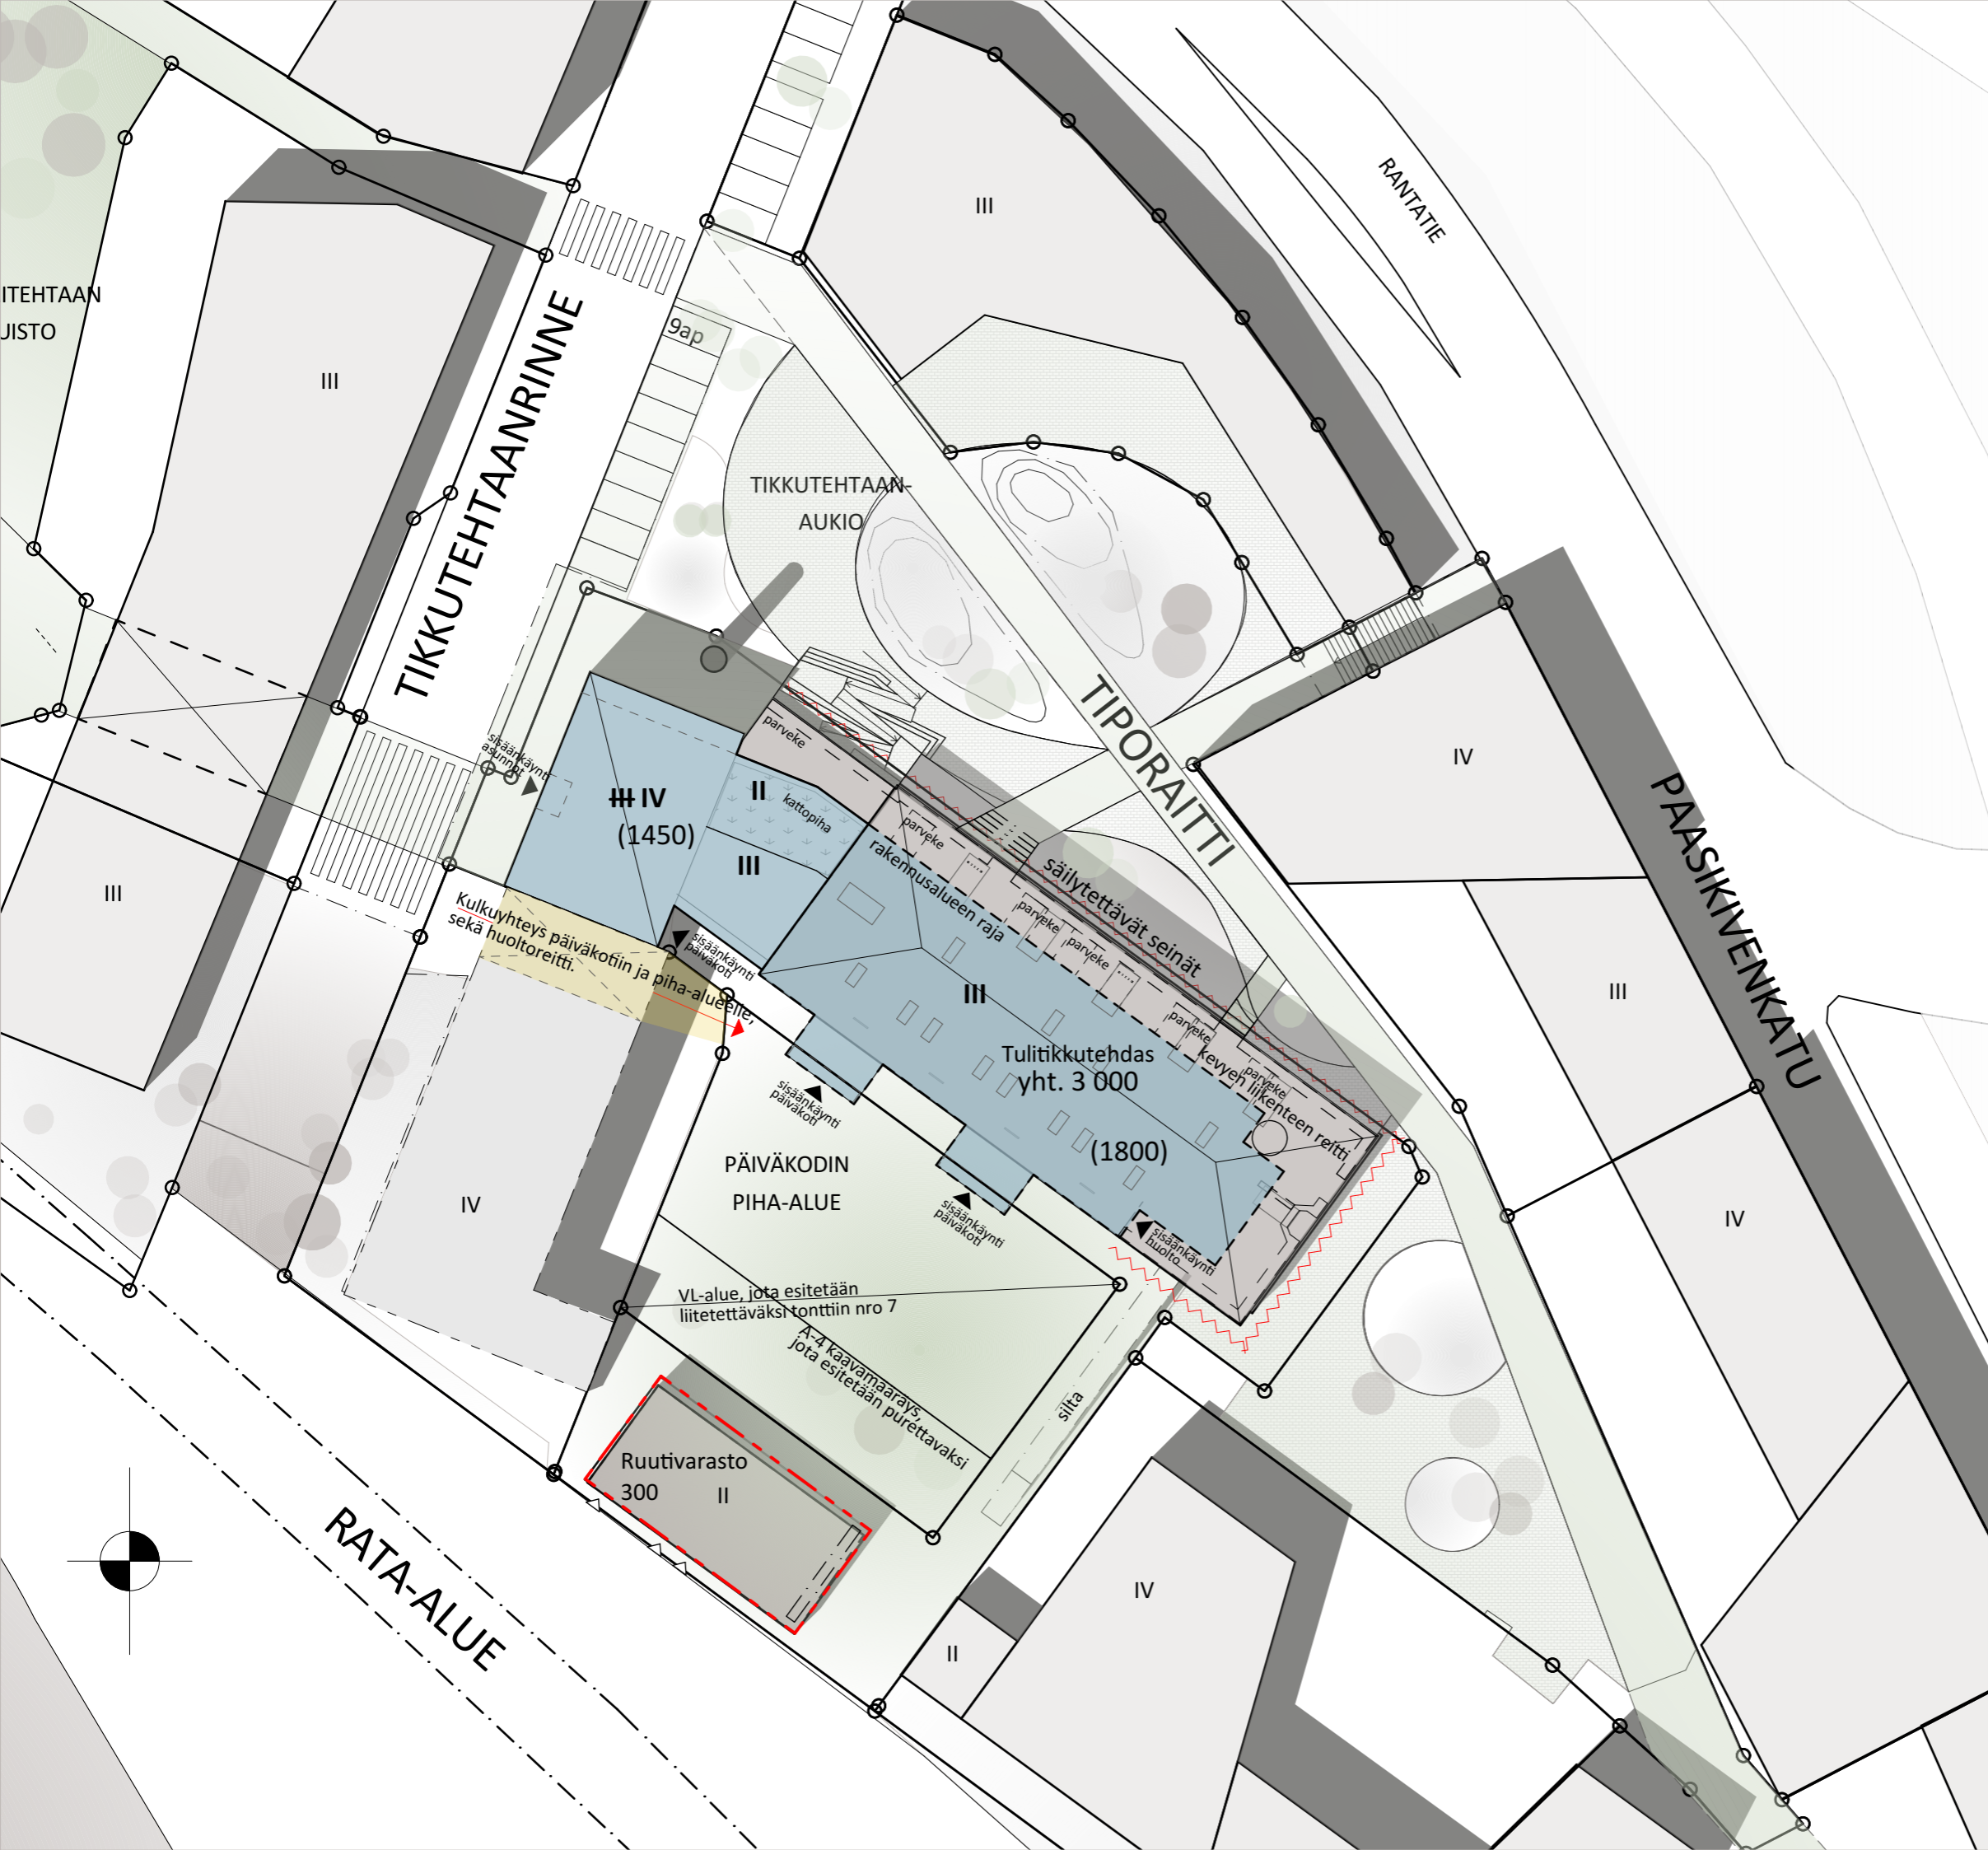 III
RANTATIE
ITEHTAAN
JISTO
9ap
III
TIKKUTEHTAANRINNE
TIKKUTEHTAAN-
AUKIO
TIPORAITTI
PAASIKIVENKATU
IV
sisäänkäynti
asunnot
parveke
III IV
(1450)
II
kattopiha
III
parveke
rakennusalueen raja
säilytettävät seinät
parveke
parveke
parveke
parveke
kevyen liikenteen reitti
III
III
III
Kulkuyhteys päiväkotiin ja piha-alueelle,
sekä huoltoreitti.
sisäänkäynti
päiväkoti
Tulitikkutehdas
yht. 3 000
(1800)
sisäänkäynti
päiväkoti
PÄIVÄKODIN
PIHA-ALUE
sisäänkäynti
päiväkoti
sisäänkäynti
huolto
IV
IV
VL-alue, jota esitetään
liitetettäväksi tonttiin nro 7
A-4 kaavamääräys,
jota esitetään purettavaksi
silta
Ruutivarasto
300
II
RATA-ALUE
IV
II